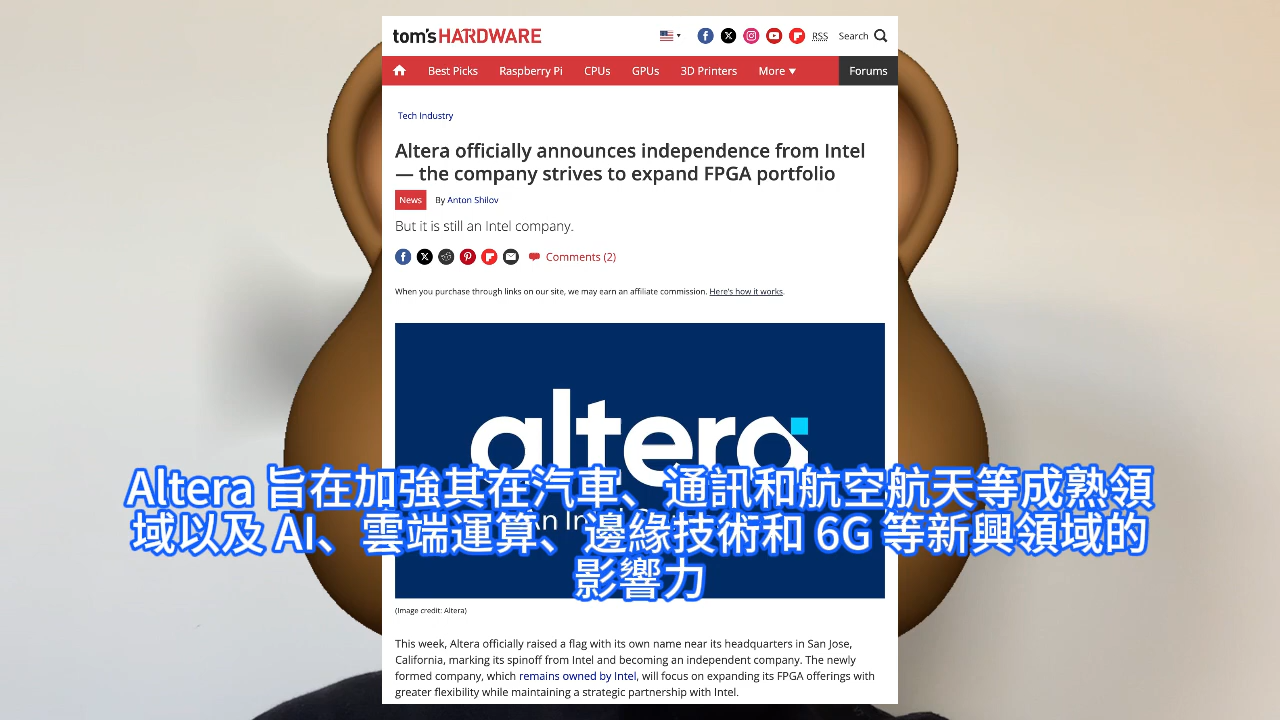 tom's HARDWARE
RSS Search
Best Picks Raspberry Pi CPUs GPUs 3D Printers More Forums
Tech Industry
Altera officially announces independence from Intel
— the company strives to expand FPGA portfolio
News By Anton Shilov
But it is still an Intel company.
Comments (2)
When you purchase through links on our site, we may earn an affiliate commission. Here's how it works.
altera
Altera 旨在加強其在汽車、通訊和航空航天等成熟領
域以及 AI、雲端運算、邊緣技術和 6G 等新興領域的
影響力
(Image credit: Altera)
This week, Altera officially raised a flag with its own name near its headquarters in San Jose,
California, marking its spinoff from Intel and becoming an independent company. The newly
formed company, which remains owned by Intel, will focus on expanding its FPGA offerings with
greater flexibility while maintaining a strategic partnership with Intel.